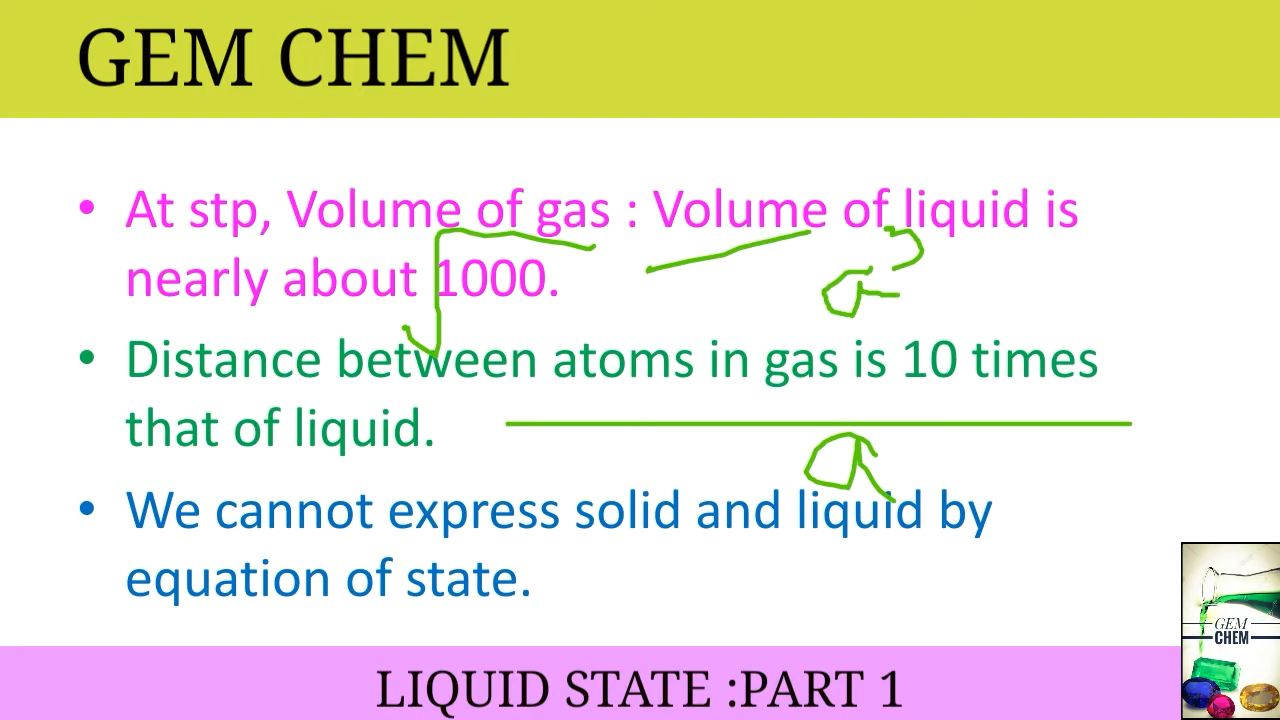 GEM CHEM
• At stp, Volume of gas : Volume of liquid is
nearly about 1000.
• Distance between atoms in gas is 10 times
that of liquid.
• We cannot express solid and liquid by
equation of state.
GEM
CHEM
LIQUID STATE :PART 1